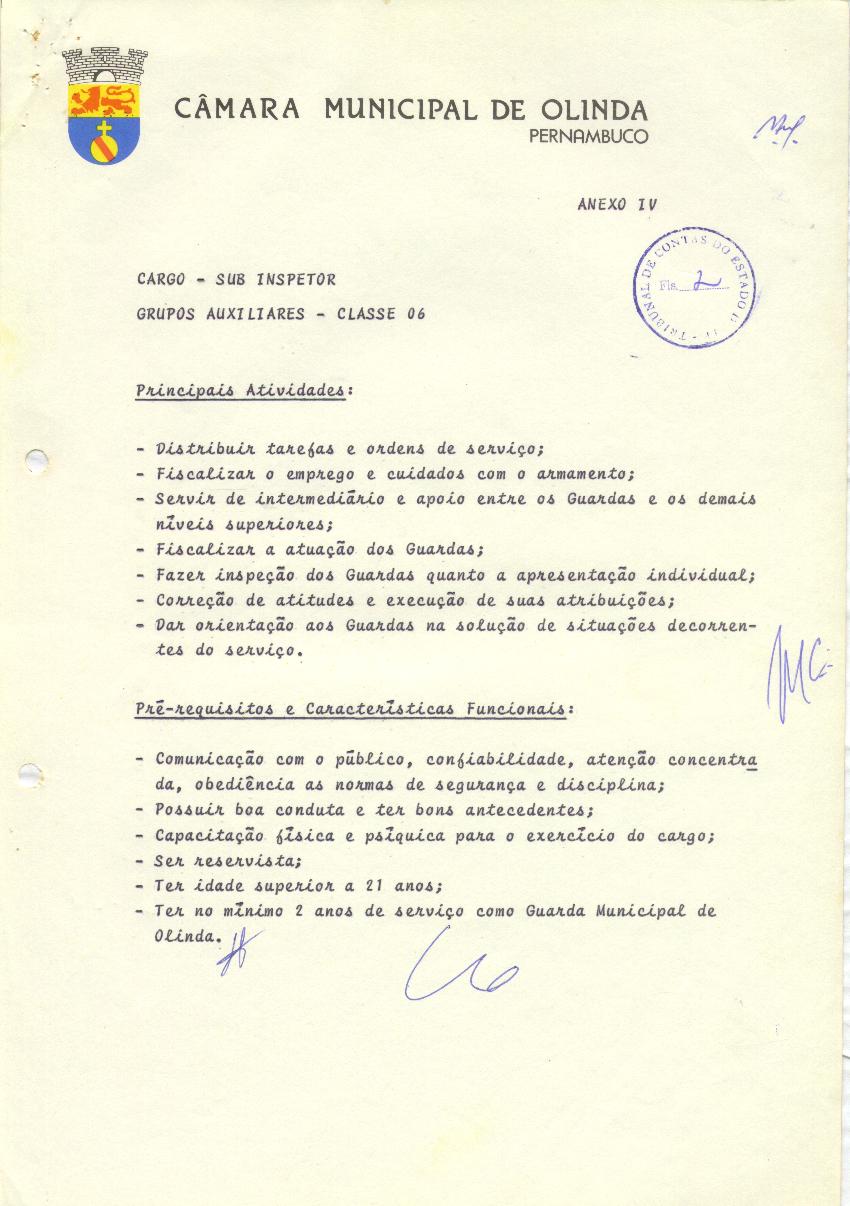 CÂMARA MUNICIPAL DE OLINDA
PERNAMBUCO
ANEXO IV
TRIBUNAL DE CONTAS DO ESTADO
Fls. 2
CARGO - SUB INSPETOR
GRUPOS AUXILIARES - CLASSE 06
Principais Atividades:
- Distribuir tarefas e ordens de serviço;
- Fiscalizar o emprego e cuidados com o armamento;
- Servir de intermediário e apoio entre os Guardas e os demais
níveis superiores;
- Fiscalizar a atuação dos Guardas;
- Fazer inspeção dos Guardas quanto a apresentação individual;
- Correção de atitudes e execução de suas atribuições;
- Dar orientação aos Guardas na solução de situações decorren-
tes do serviço.
Pré-requisitos e Características Funcionais:
- Comunicação com o público, confiabilidade, atenção concentra
da, obediência as normas de segurança e disciplina;
- Possuir boa conduta e ter bons antecedentes;
- Capacitação física e psíquica para o exercício do cargo;
- Ser reservista;
- Ter idade superior a 21 anos;
- Ter no mínimo 2 anos de serviço como Guarda Municipal de
Olinda.